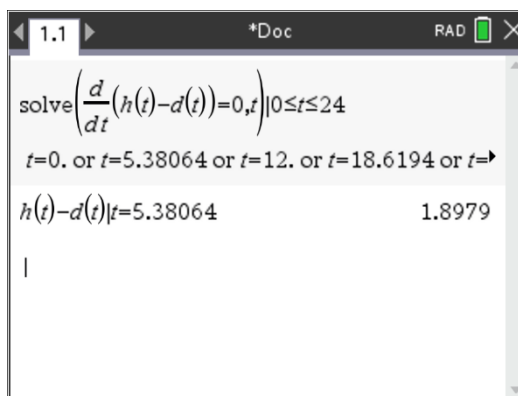 1.1 *Doc RAD
solve(d/dt(h(t)−d(t))=0,t)|0≤t≤24
t=0. or t=5.38064 or t=12. or t=18.6194 or t=
h(t)−d(t)|t=5.38064 1.8979